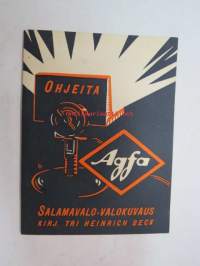 OHJEITA
Agfa
SALAMAVALO-VALOKUVAUS
KIRJ. TRI HEINRICH BECK